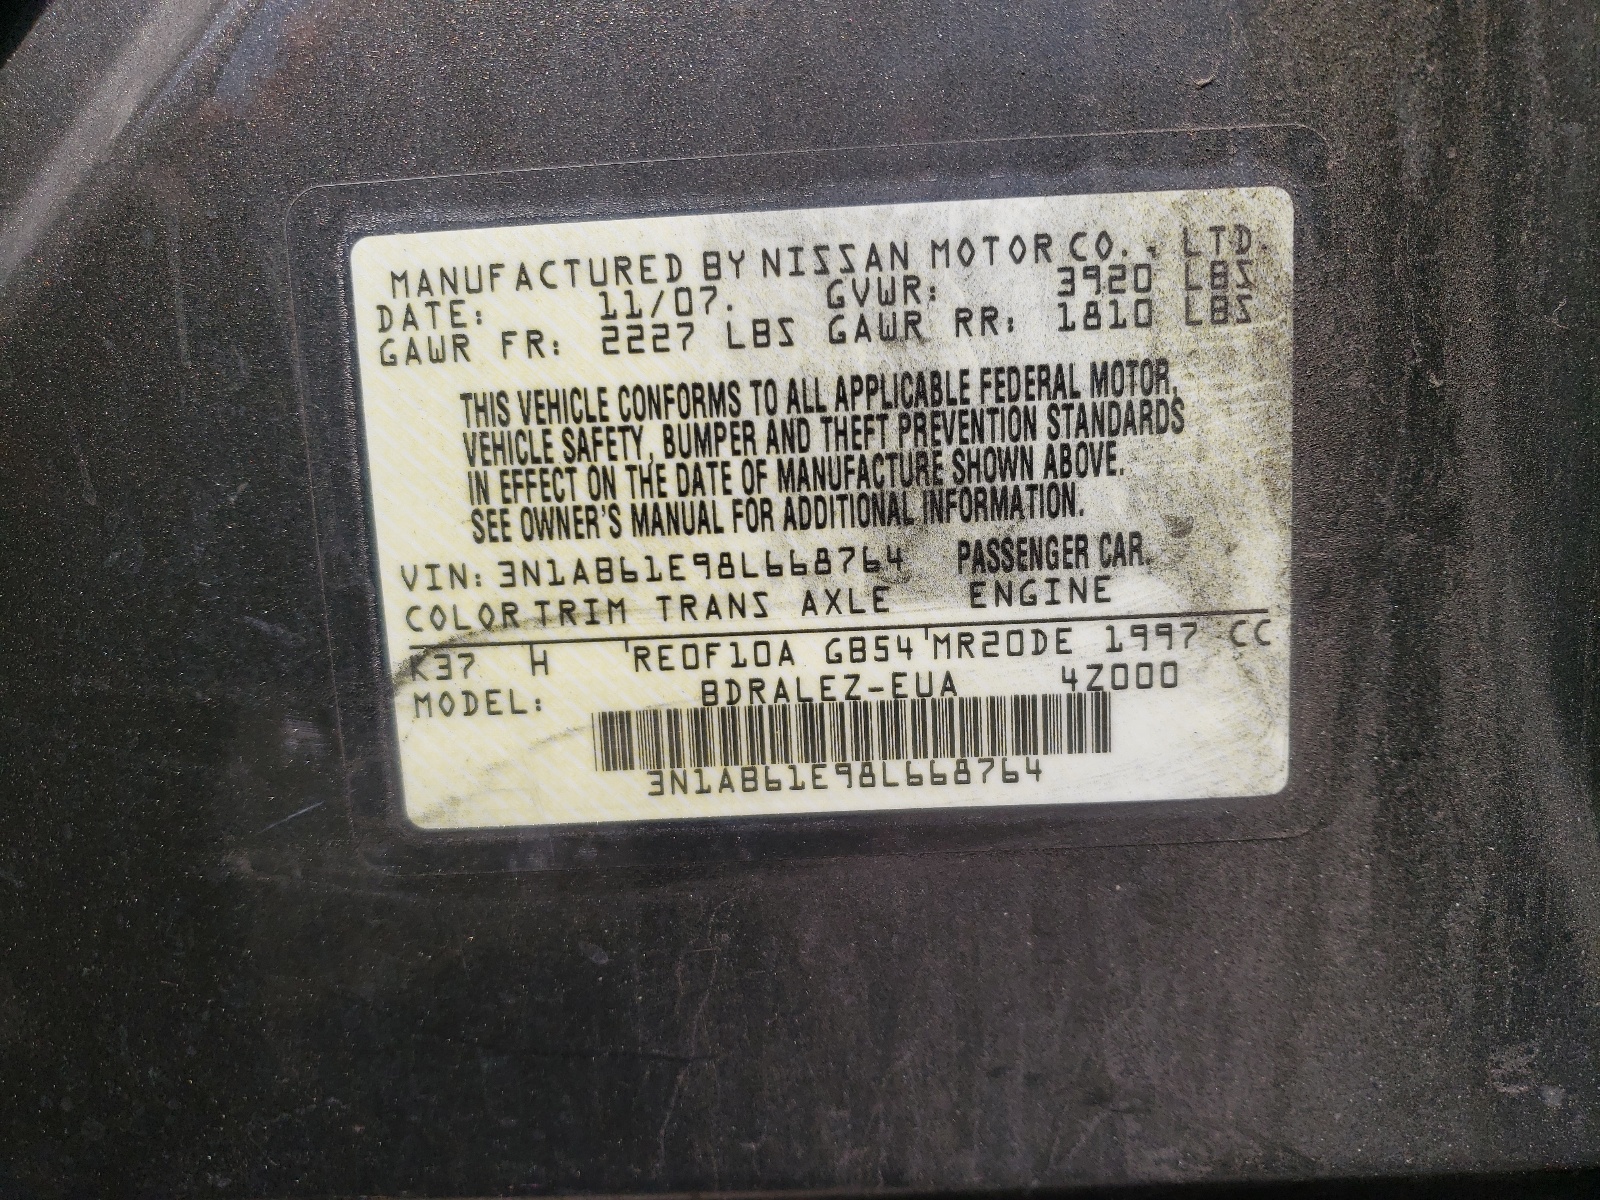 MANUFACTURED BY NISSAN MOTOR CO., LTD.
DATE: 11/07. GVWR: 3920 LBS
GAWR FR: 2227 LBS GAWR RR: 1810 LBS
THIS VEHICLE CONFORMS TO ALL APPLICABLE FEDERAL MOTOR,
VEHICLE SAFETY, BUMPER AND THEFT PREVENTION STANDARDS
IN EFFECT ON THE DATE OF MANUFACTURE SHOWN ABOVE.
SEE OWNER'S MANUAL FOR ADDITIONAL INFORMATION.
VIN: 3N1AB61E98L668764 PASSENGER CAR.
COLOR TRIM TRANS AXLE ENGINE
K37 H RE0F10A GB54 MR20DE 1997 CC
MODEL: BDRALEZ-EUA 4Z000
3N1AB61E98L668764